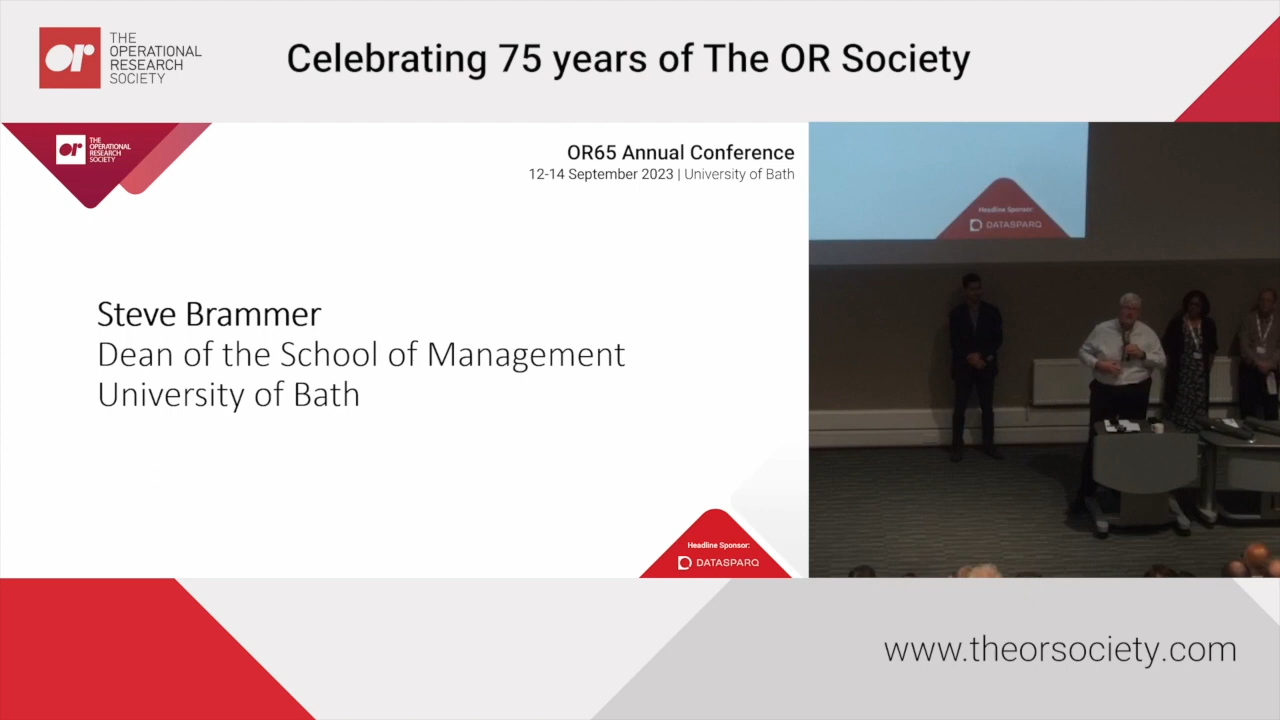 or
THE
OPERATIONAL
RESEARCH
SOCIETY
Celebrating 75 years of The OR Society
or
THE
OPERATIONAL
RESEARCH
SOCIETY
OR65 Annual Conference
12-14 September 2023 | University of Bath
Steve Brammer
Dean of the School of Management
University of Bath
Headline Sponsor:
DATASPARQ
Headline Sponsor:
DATASPARQ
www.theorsociety.com